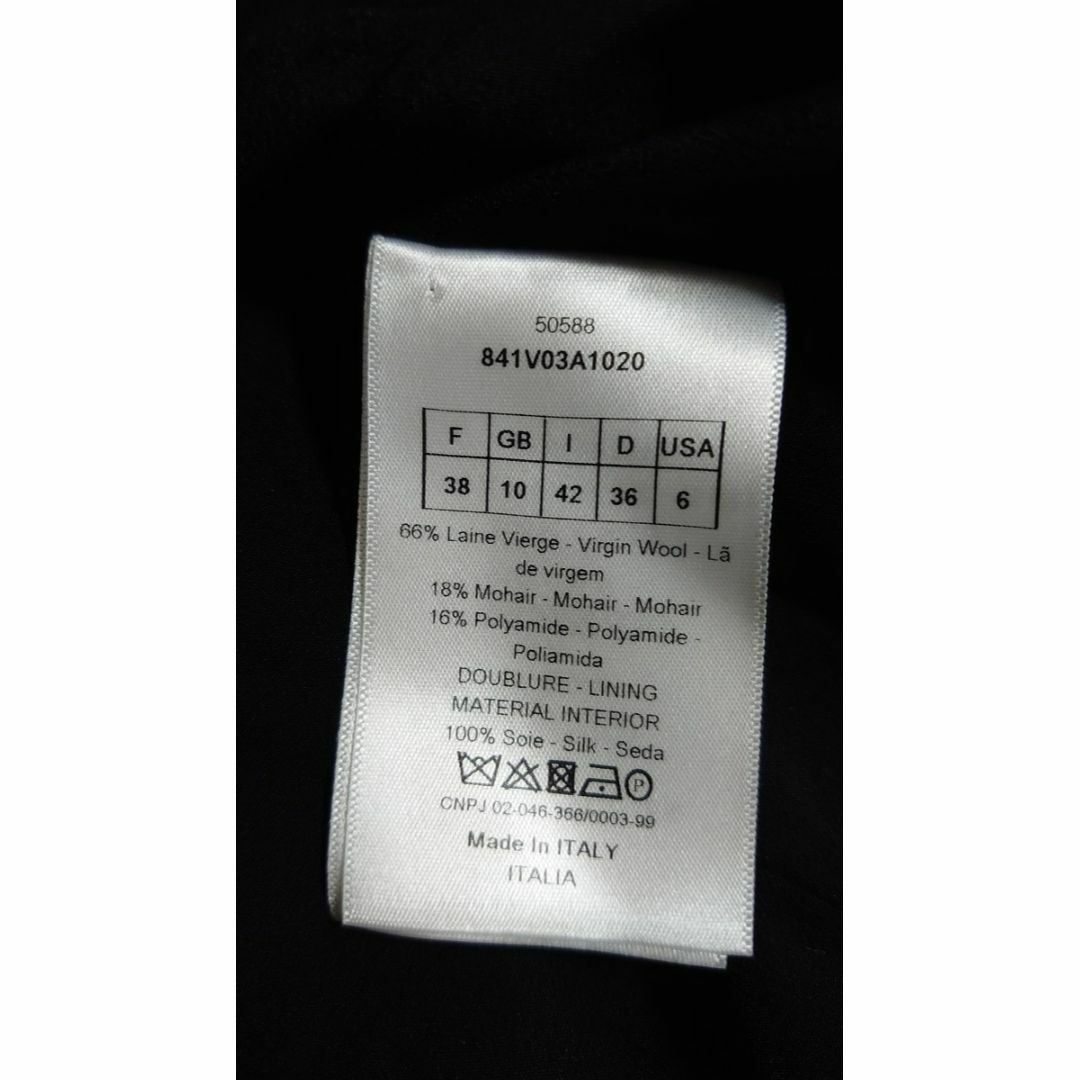 50588
841V03A1020
F GB I D USA
38 10 42 36 6
66% Laine Vierge - Virgin Wool - Lã
de virgem
18% Mohair - Mohair - Mohair
16% Polyamide - Polyamide -
Poliamida
DOUBLURE - LINING
MATERIAL INTERIOR
100% Soie - Silk - Seda
P
CNPJ 02-046-366/0003-99
Made In ITALY
ITALIA